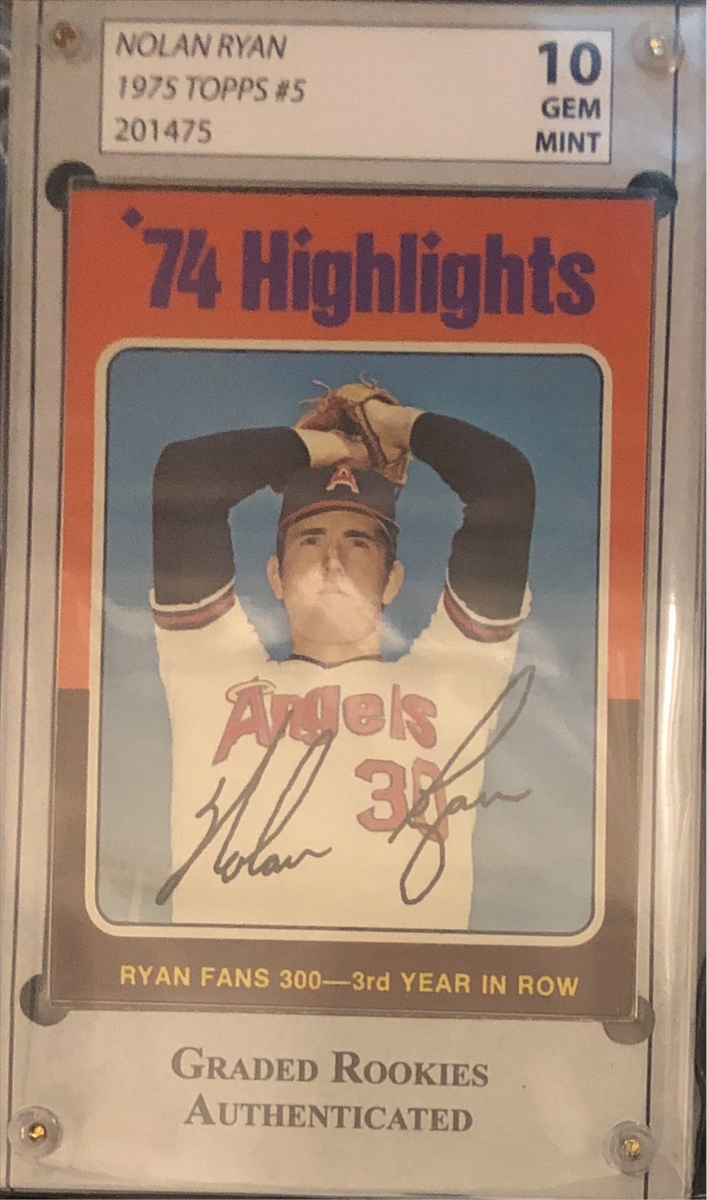 NOLAN RYAN
1975 TOPPS #5
201475
10
GEM
MINT
'74 Highlights
A
Angels
30
Nolan Ryan
RYAN FANS 300—3rd YEAR IN ROW
GRADED ROOKIES
AUTHENTICATED